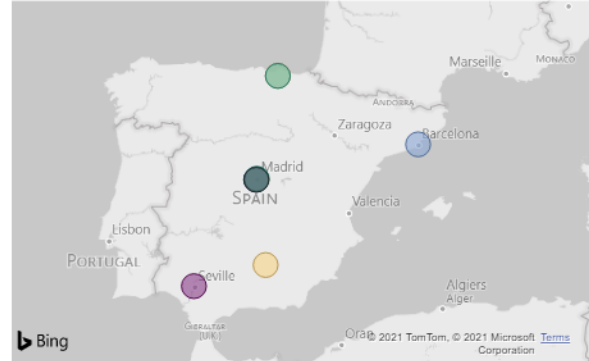 Marseille
MONACO
ANDORRA
Zaragoza
Barcelona
Madrid
SPAIN
Valencia
Lisbon
PORTUGAL
Seville
Algiers
Alger
GIBRALTAR
(UK)
Oran
© 2021 TomTom, © 2021 Microsoft Corporation Terms
Bing